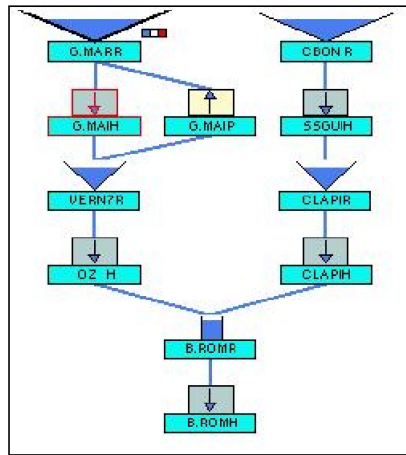 G.MARR CBON R
G.MAIH G.MAIP SSGUIH
VERN7R CLAPIR
OZ H CLAPIH
B.ROMR
B.ROMH